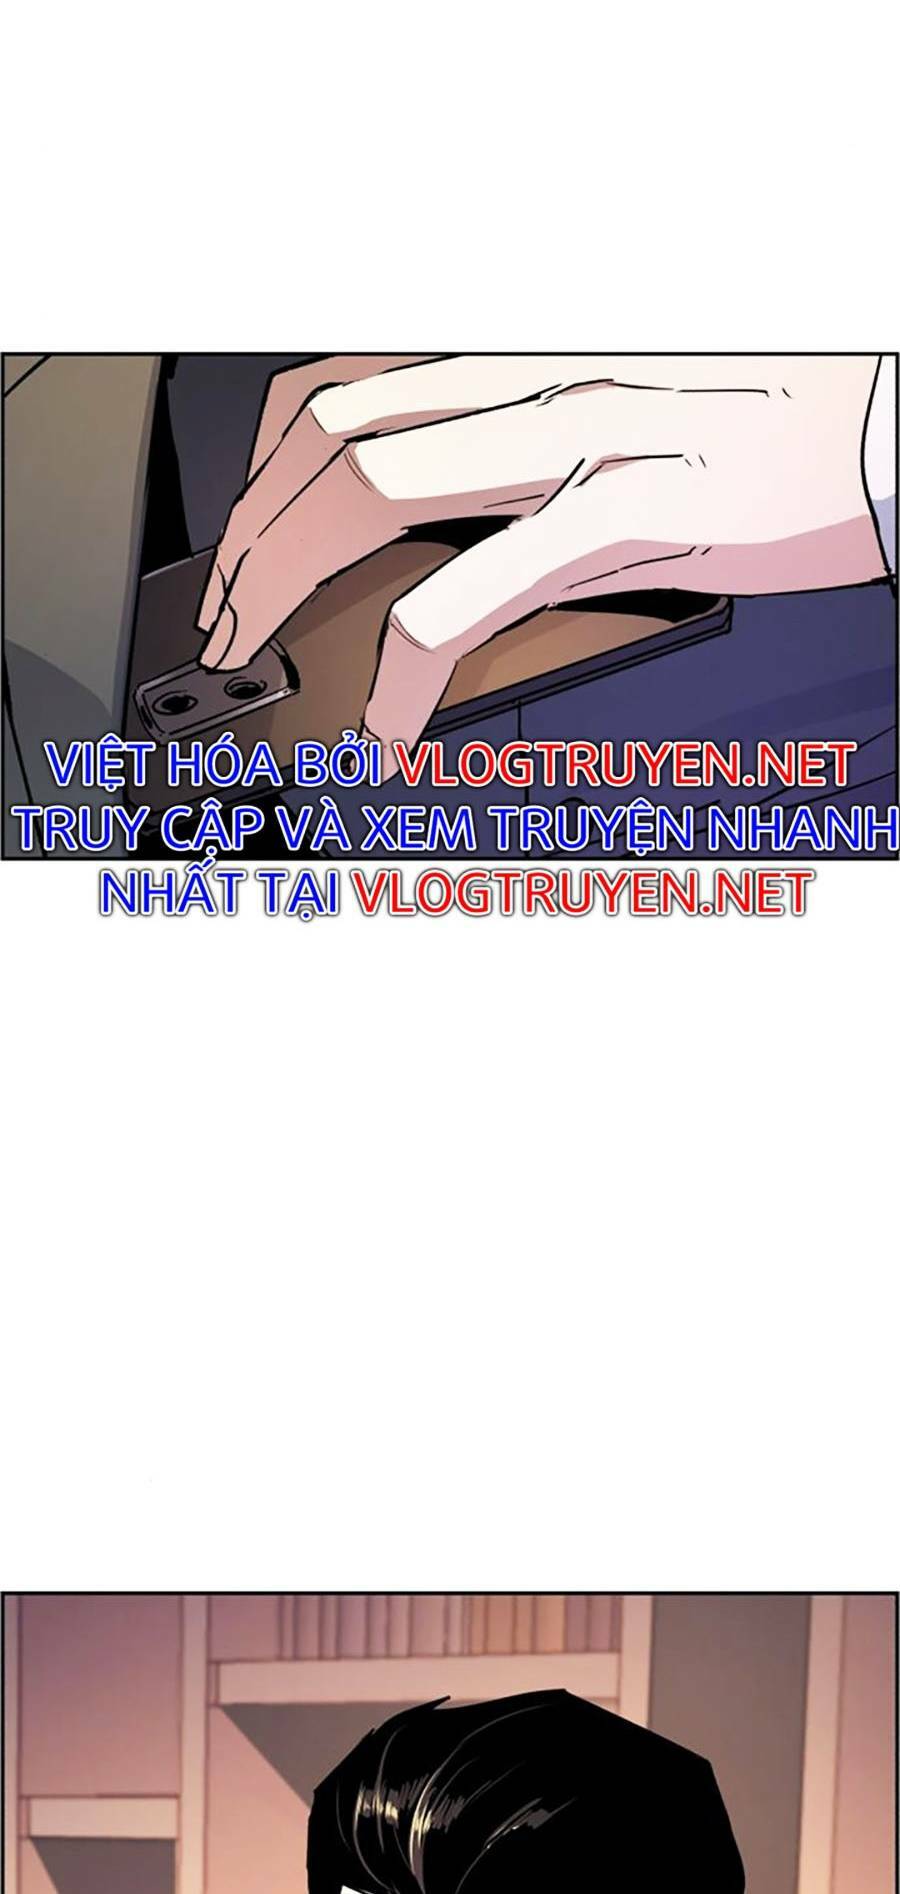 VIỆT HÓA BỞI VLOGTRUYEN.NET
TRUY CẬP VÀ XEM TRUYỆN NHANH
NHẤT TẠI VLOGTRUYEN.NET